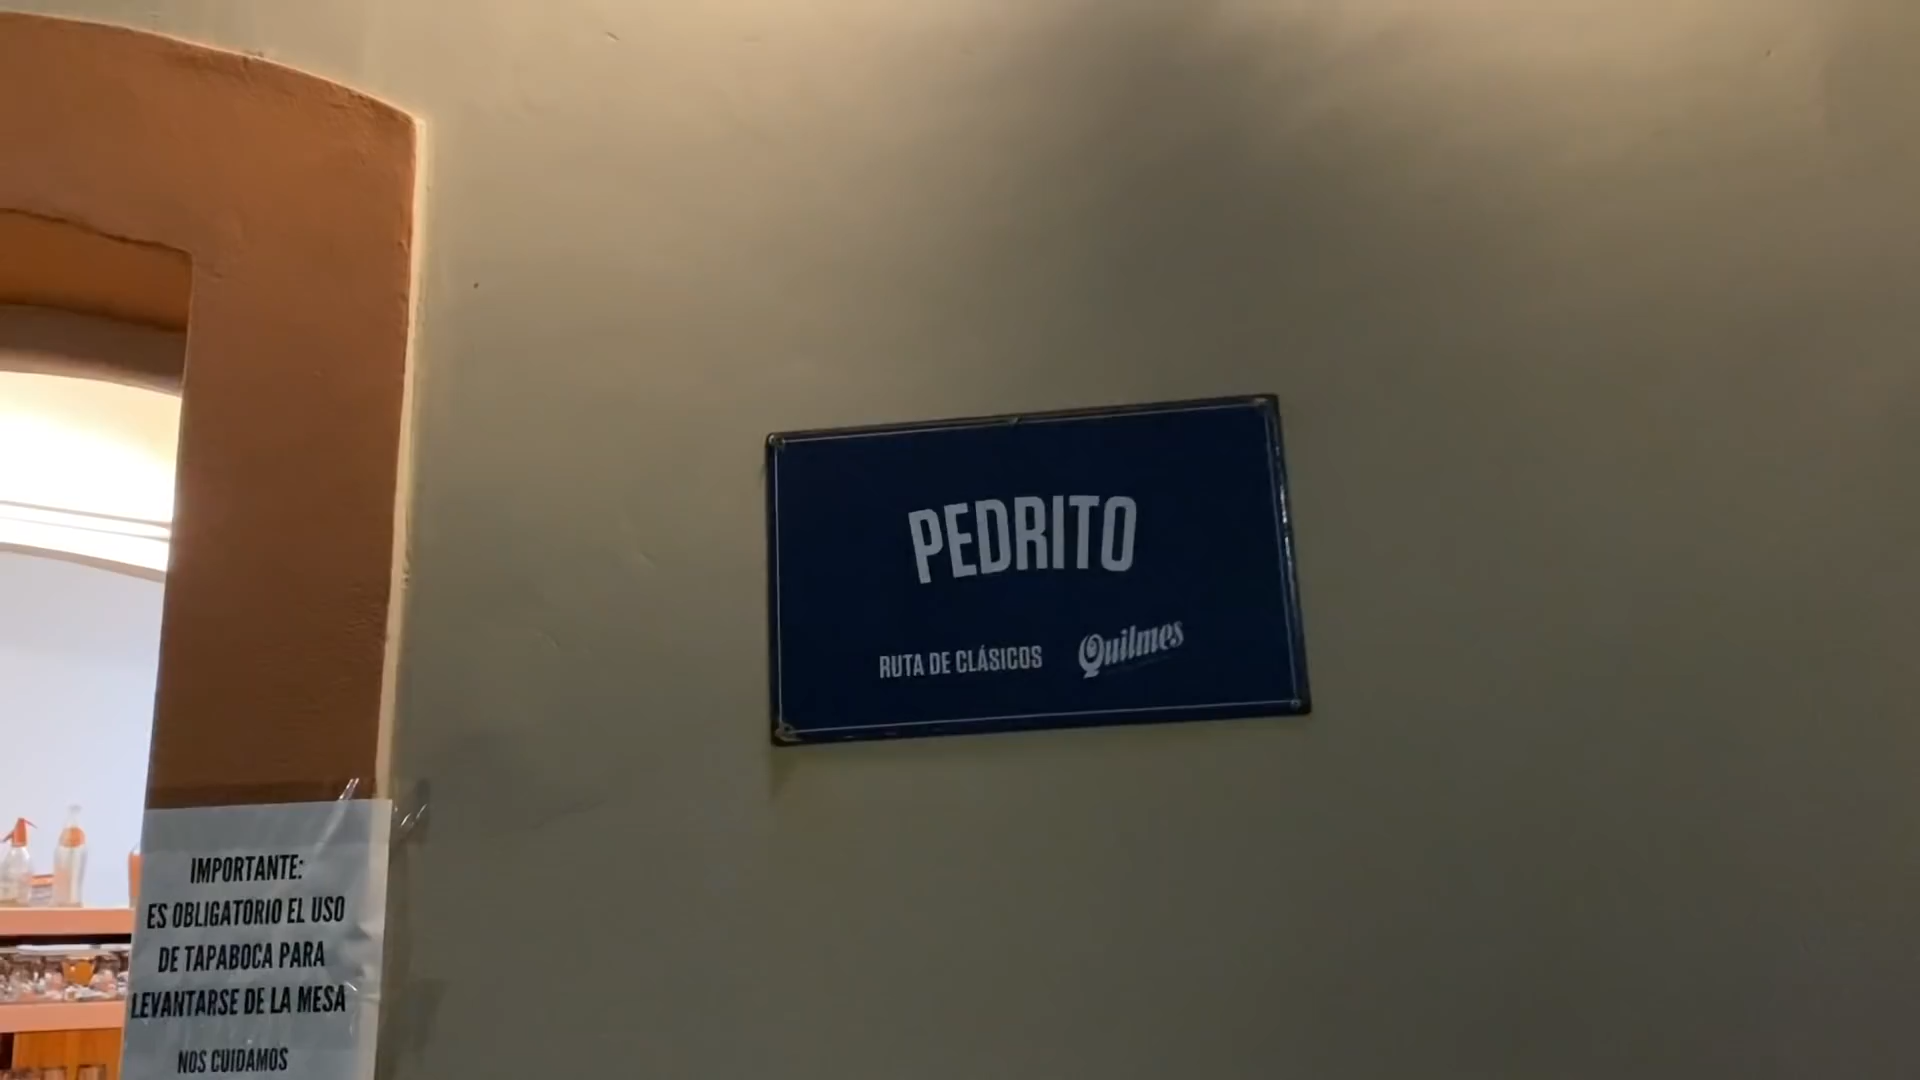 PEDRITO
RUTA DE CLÁSICOS Quilmes
IMPORTANTE:
ES OBLIGATORIO EL USO
DE TAPABOCA PARA
LEVANTARSE DE LA MESA
NOS CUIDAMOS